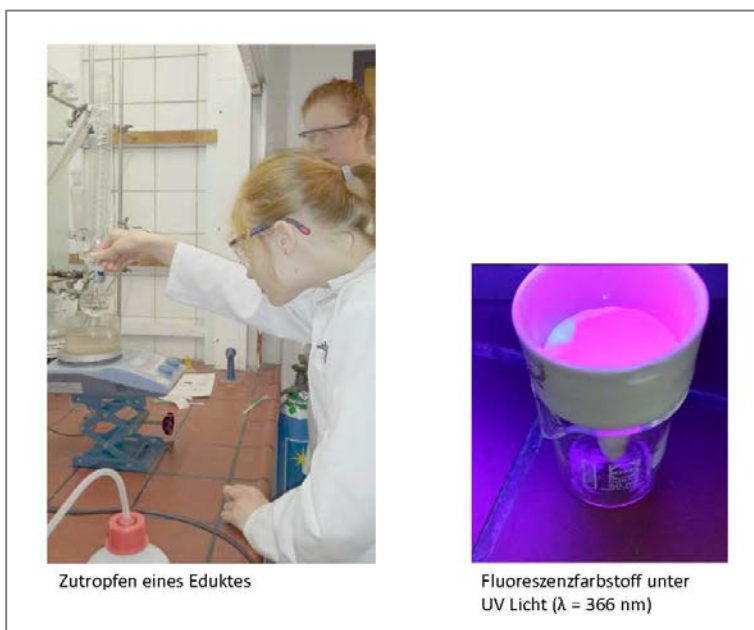 Zutropfen eines Eduktes
Fluoreszenzfarbstoff unter
UV Licht (λ = 366 nm)